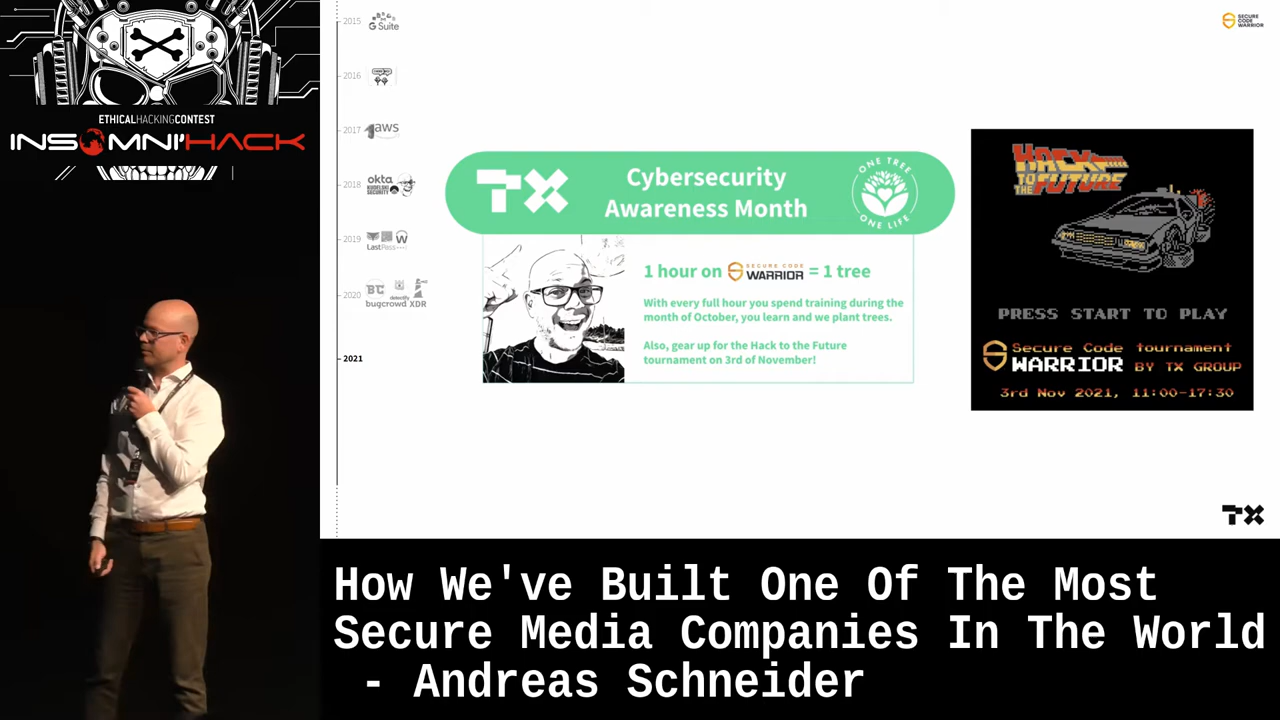 ETHICALHACKINGCONTEST
INSOMNI'HACK
2015
G Suite
2016
2017
aws
2018
okta
KUDELSKI
SECURITY
2019
W
LastPass
2020
detectify
bugcrowd XDR
2021
SECURE
CODE
WARRIOR
TX
Cybersecurity
Awareness Month
ONE TREE
ONE LIFE
1 hour on SECURE CODE WARRIOR = 1 tree
With every full hour you spend training during the
month of October, you learn and we plant trees.
Also, gear up for the Hack to the Future
tournament on 3rd of November!
HACK
TO THE FUTURE
PRESS START TO PLAY
Secure Code tournament
WARRIOR BY TX GROUP
3rd Nov 2021, 11:00-17:30
TX
How We've Built One Of The Most
Secure Media Companies In The World
- Andreas Schneider